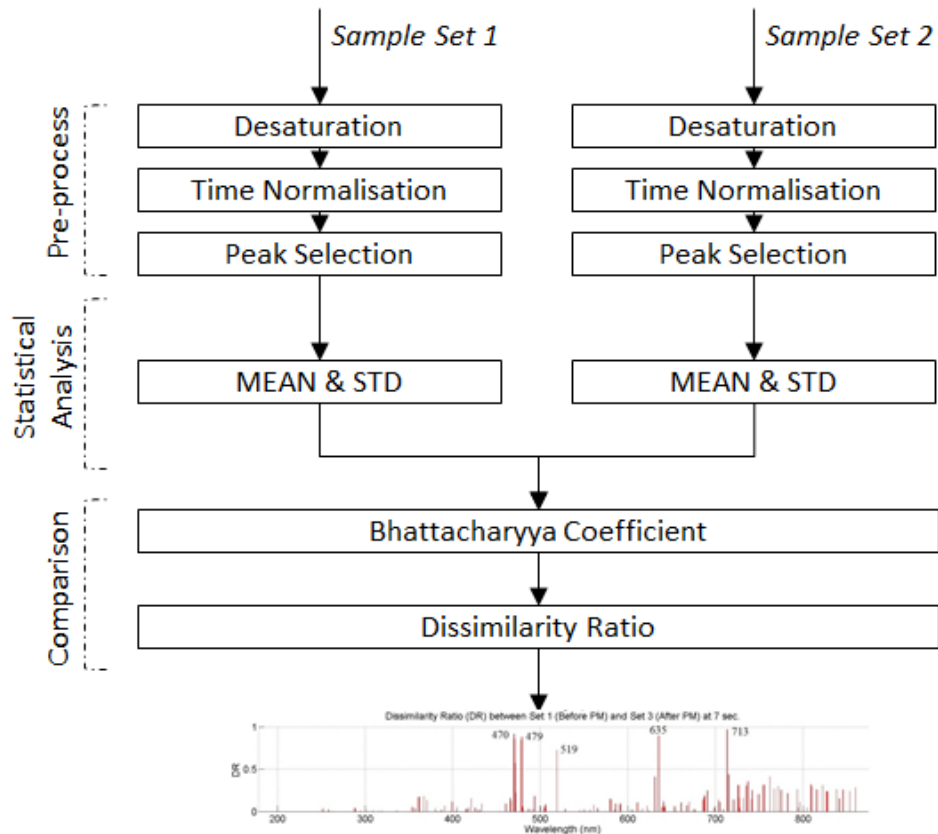 Sample Set 1
Sample Set 2
Pre-process
Desaturation
Desaturation
Time Normalisation
Time Normalisation
Peak Selection
Peak Selection
Statistical
Analysis
MEAN & STD
MEAN & STD
Comparison
Bhattacharyya Coefficient
Dissimilarity Ratio
Dissimilarity Ratio (DR) between Set 1 (Before PM) and Set 3 (After PM) at 7 sec.
DR
1
0.5
0
470
479
519
635
713
200
300
400
500
600
700
800
Wavelength (nm)